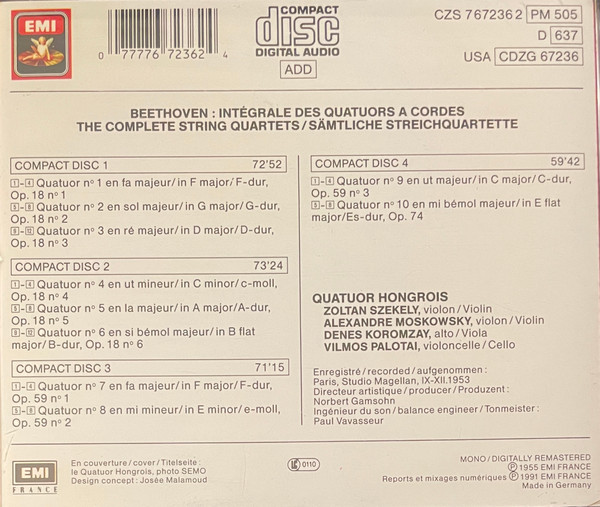 EMI
0 77776 72362 4
COMPACT
disc
DIGITAL AUDIO
ADD
CZS 7 67236 2 PM 505
D 637
USA CDZG 67236
BEETHOVEN : INTÉGRALE DES QUATUORS A CORDES
THE COMPLETE STRING QUARTETS / SÄMTLICHE STREICHQUARTETTE
COMPACT DISC 1 72'52
1-4 Quatuor nº 1 en fa majeur / in F major / F-dur,
Op. 18 nº 1
5-8 Quatuor nº 2 en sol majeur / in G major / G-dur,
Op. 18 nº 2
9-12 Quatuor nº 3 en ré majeur / in D major / D-dur,
Op. 18 nº 3
COMPACT DISC 2 73'24
1-4 Quatuor nº 4 en ut mineur / in C minor / c-moll,
Op. 18 nº 4
5-8 Quatuor nº 5 en la majeur / in A major / A-dur,
Op. 18 nº 5
9-12 Quatuor nº 6 en si bémol majeur / in B flat
major / B-dur, Op. 18 nº 6
COMPACT DISC 3 71'15
1-4 Quatuor nº 7 en fa majeur / in F major / F-dur,
Op. 59 nº 1
5-8 Quatuor nº 8 en mi mineur / in E minor / e-moll,
Op. 59 nº 2
COMPACT DISC 4 59'42
1-4 Quatuor nº 9 en ut majeur / in C major / C-dur,
Op. 59 nº 3
5-8 Quatuor nº 10 en mi bémol majeur / in E flat
major / Es-dur, Op. 74
QUATUOR HONGROIS
ZOLTAN SZEKELY, violon / Violin
ALEXANDRE MOSKOWSKY, violon / Violin
DENES KOROMZAY, alto / Viola
VILMOS PALOTAI, violoncelle / Cello
Enregistré / recorded / aufgenommen :
Paris, Studio Magellan, IX-XII.1953
Directeur artistique / producer / Produzent :
Norbert Gamsohn
Ingénieur du son / balance engineer / Tonmeister :
Paul Vavasseur
EMI
FRANCE
En couverture / cover / Titelseite :
le Quatuor Hongrois, photo SEMO
Design concept : Josée Malamoud
LC 0110
MONO / DIGITALLY REMASTERED
℗ 1955 EMI FRANCE
Reports et mixages numériques ℗ 1991 EMI FRANCE
Made in Germany